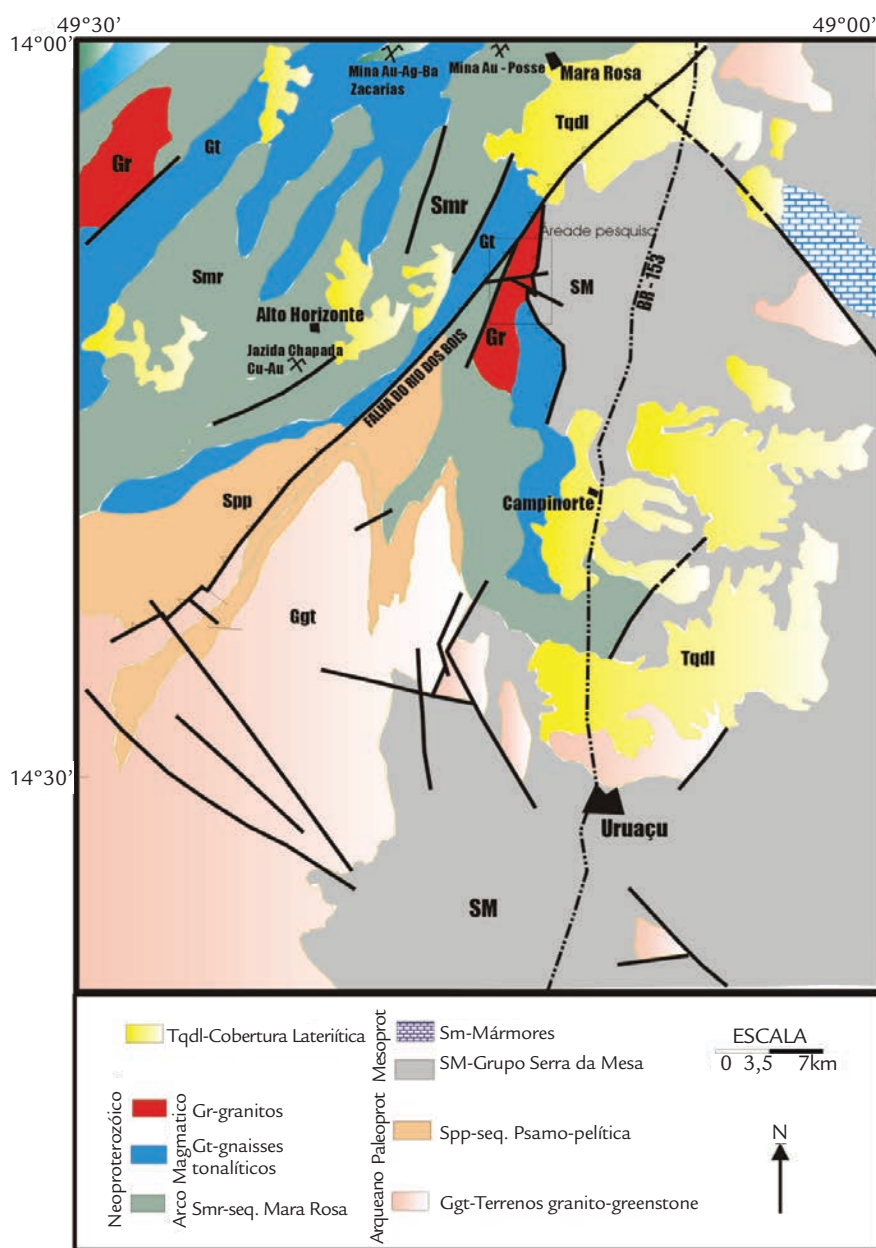 49°30' 49°00'
14°00'
Mina Au-Ag-Ba
Zacarias
Mina Au - Posse
Mara Rosa
Tqdl
Gt
Gr
Smr
Gt
Área de pesquisa
Smr
SM
BR - 153
Alto Horizonte
Jazida Chapada
Cu-Au
Gr
FALHA DO RIO DOS BOIS
Spp
Campinorte
Ggt
Tqdl
14°30'
Uruaçu
SM
Tqdl-Cobertura Lateriítica
Neoproterozóico
Arco Magmatico
Gr-granitos
Gt-gnaisses
tonalíticos
Smr-seq. Mara Rosa
Mesoprot
Sm-Mármores
SM-Grupo Serra da Mesa
Paleoprot
Spp-seq. Psamo-pelítica
Arqueano
Ggt-Terrenos granito-greenstone
ESCALA
0 3,5 7km
N